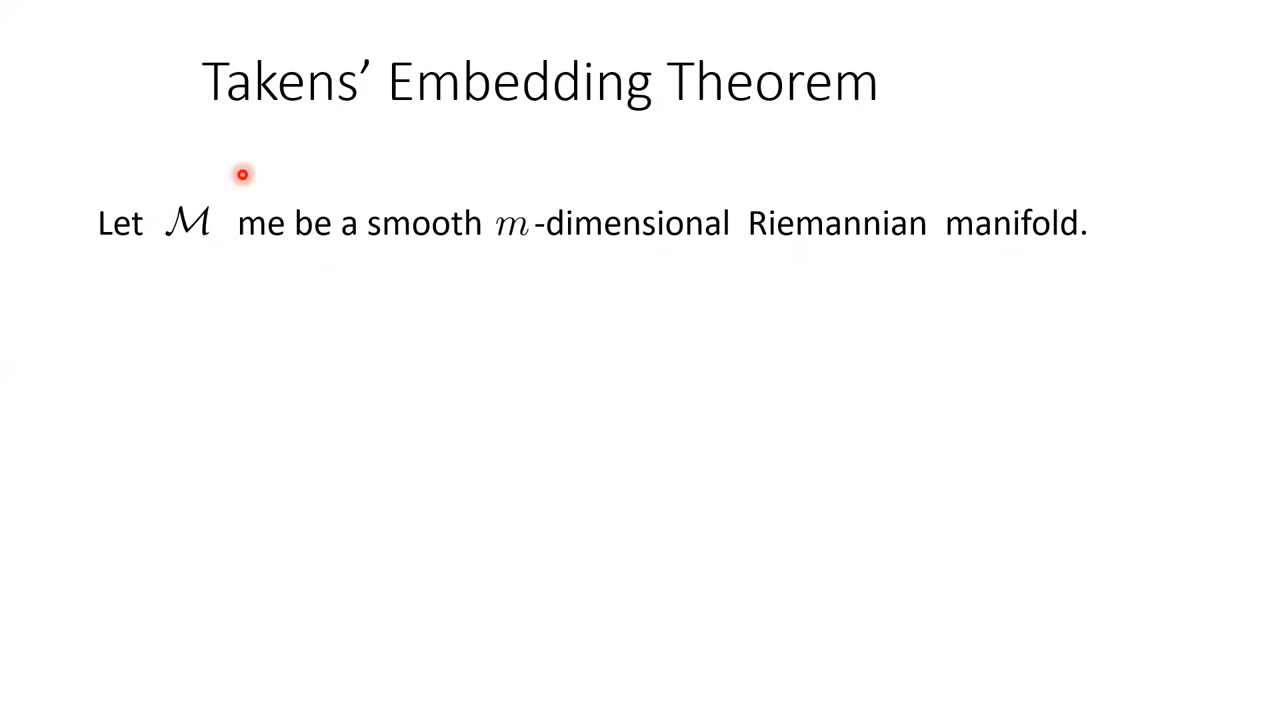 Takens’ Embedding Theorem
Let ℳ me be a smooth m-dimensional Riemannian manifold.